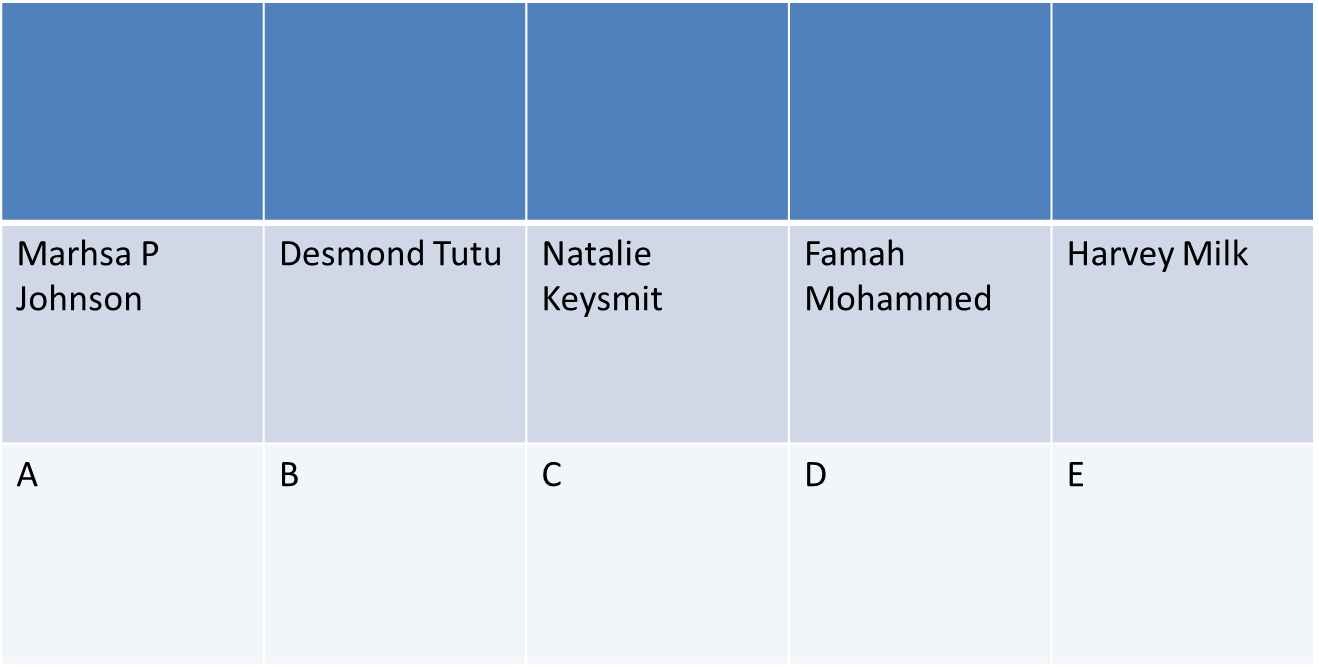 Marhsa P
Johnson
Desmond Tutu
Natalie
Keysmit
Famah
Mohammed
Harvey Milk
A
B
C
D
E